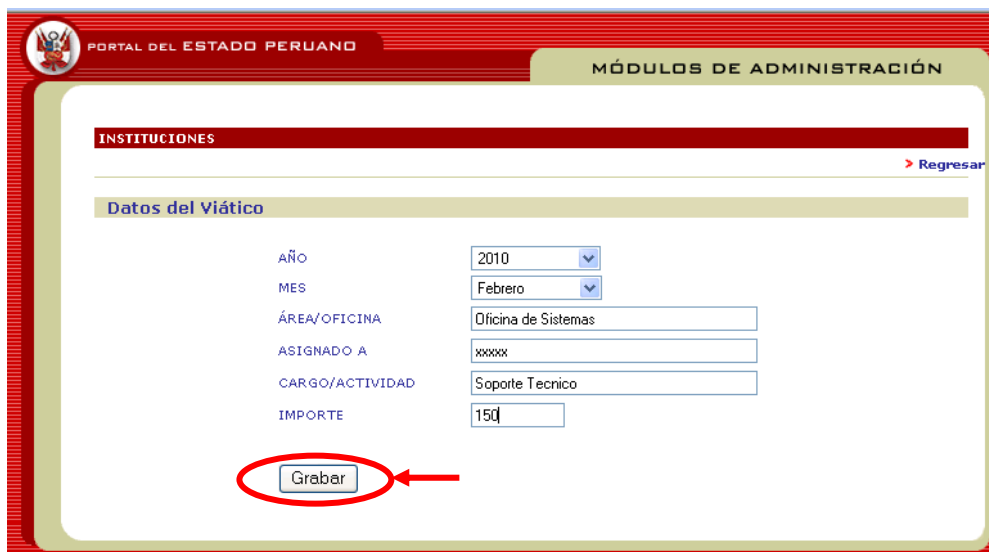 PORTAL DEL ESTADO PERUANO
MÓDULOS DE ADMINISTRACIÓN
INSTITUCIONES
> Regresar
Datos del Viático
AÑO 2010
MES Febrero
ÁREA/OFICINA Oficina de Sistemas
ASIGNADO A xxxxx
CARGO/ACTIVIDAD Soporte Tecnico
IMPORTE 150
Grabar